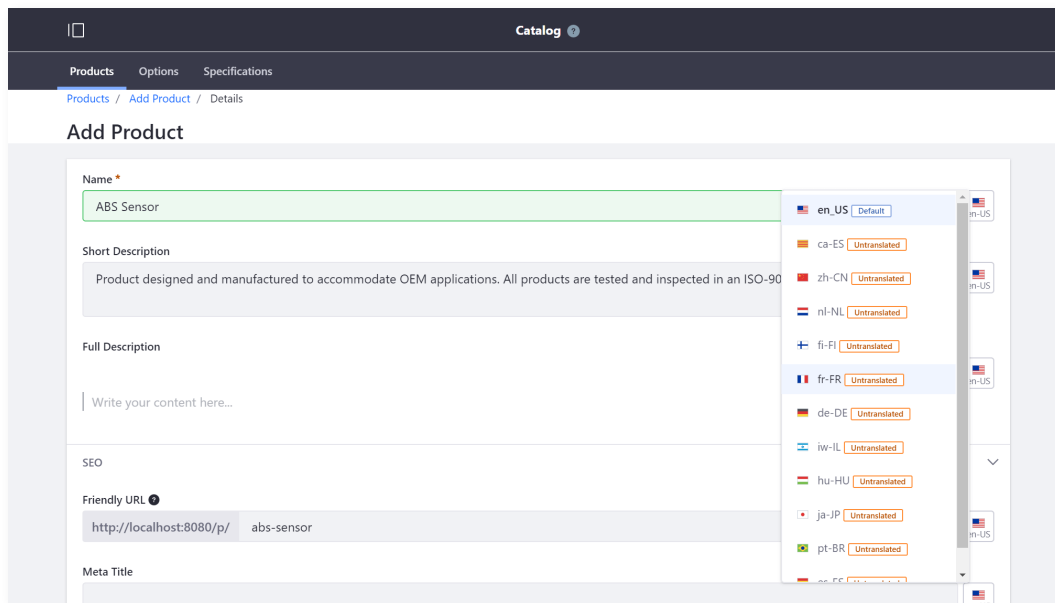 Catalog ?
Products Options Specifications
Products / Add Product / Details
Add Product
Name *
ABS Sensor
en-US
Short Description
Product designed and manufactured to accommodate OEM applications. All products are tested and inspected in an ISO-90
en-US
Full Description
en-US
Write your content here...
SEO
Friendly URL ?
http://localhost:8080/p/ abs-sensor
en-US
Meta Title
en_US Default
ca-ES Untranslated
zh-CN Untranslated
nl-NL Untranslated
fi-FI Untranslated
fr-FR Untranslated
de-DE Untranslated
iw-IL Untranslated
hu-HU Untranslated
ja-JP Untranslated
pt-BR Untranslated